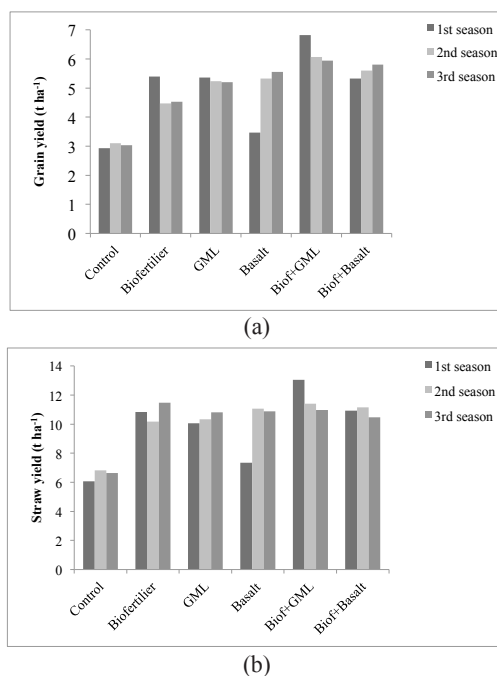 7
6
5
4
3
2
1
0
Grain yield (t ha-1)
Control
Biofertilier
GML
Basalt
Biof+GML
Biof+Basalt
1st season
2nd season
3rd season
(a)
14
12
10
8
6
4
2
0
Straw yield (t ha-1)
Control
Biofertilier
GML
Basalt
Biof+GML
Biof+Basalt
1st season
2nd season
3rd season
(b)